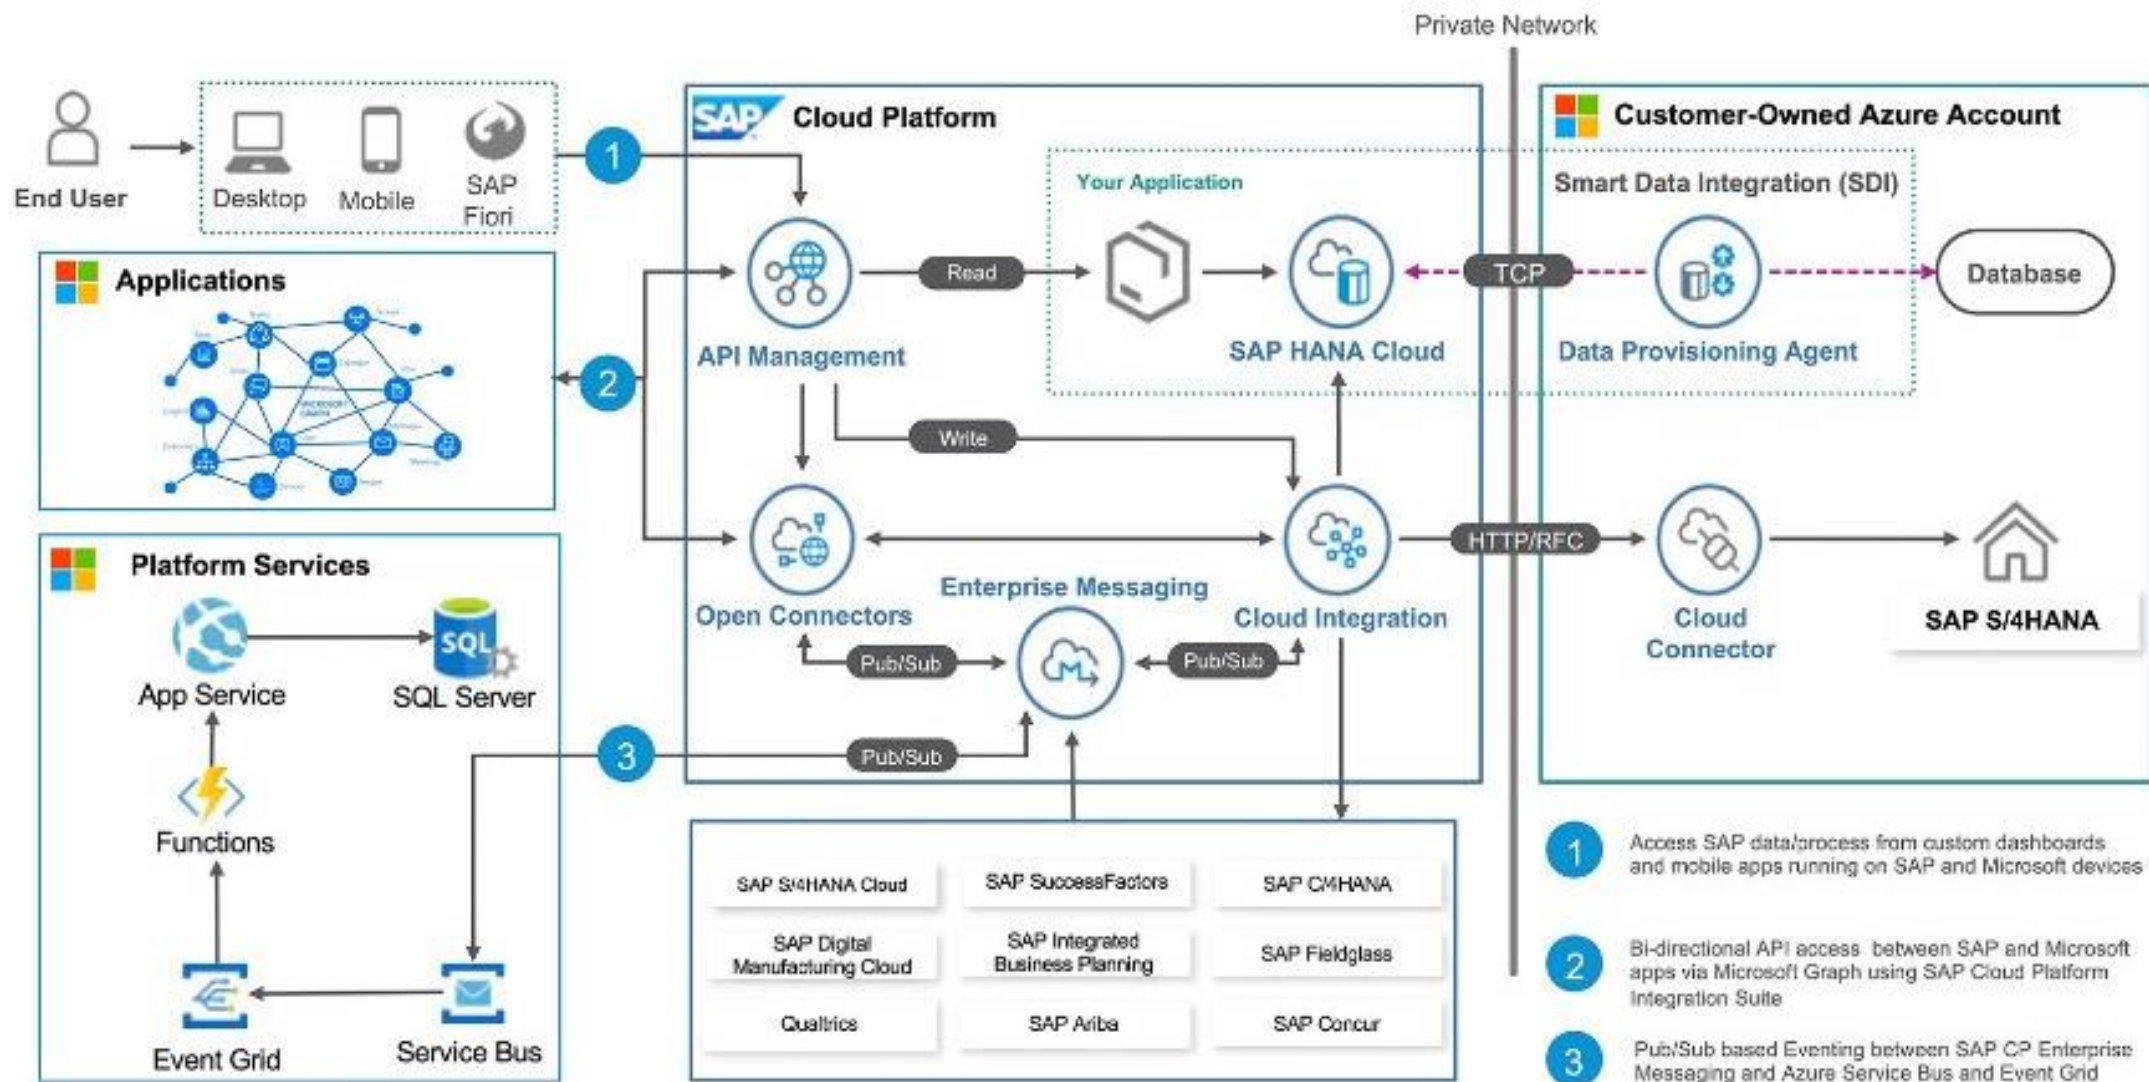 Private Network
End User
Desktop
Mobile
SAP
Fiori
1
SAP
Cloud Platform
Customer-Owned Azure Account
Your Application
Smart Data Integration (SDI)
Applications
MICROSOFT
GRAPH
2
API Management
Read
SAP HANA Cloud
TCP
Data Provisioning Agent
Database
Write
Platform Services
App Service
SQL
SQL Server
Functions
Event Grid
Service Bus
Open Connectors
Enterprise Messaging
Cloud Integration
HTTP/RFC
Cloud
Connector
SAP S/4HANA
Pub/Sub
Pub/Sub
3
Pub/Sub
SAP S/4HANA Cloud
SAP SuccessFactors
SAP C/4HANA
SAP Digital
Manufacturing Cloud
SAP Integrated
Business Planning
SAP Fieldglass
Qualtrics
SAP Ariba
SAP Concur
1
Access SAP data/process from custom dashboards
and mobile apps running on SAP and Microsoft devices
2
Bi-directional API access between SAP and Microsoft
apps via Microsoft Graph using SAP Cloud Platform
Integration Suite
3
Pub/Sub based Eventing between SAP CP Enterprise
Messaging and Azure Service Bus and Event Grid